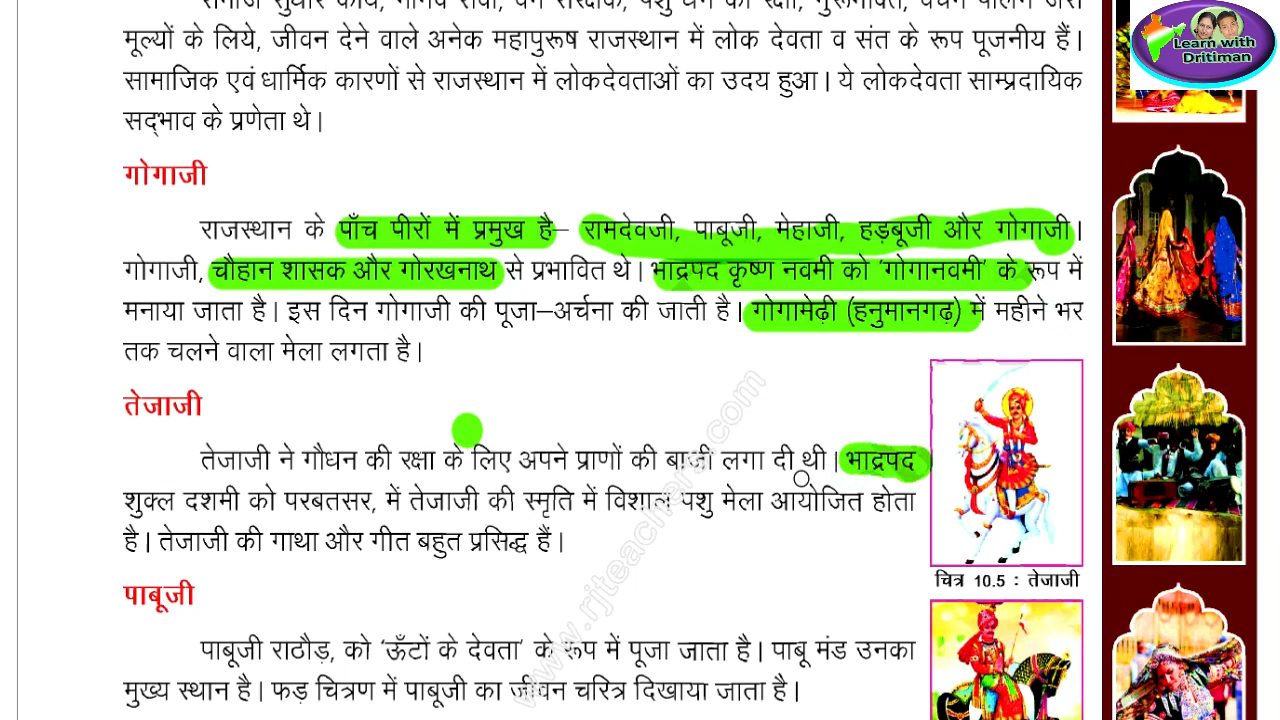 मूल्यों के लिये, जीवन देने वाले अनेक महापुरूष राजस्थान में लोक देवता व संत के रूप पूजनीय हैं।
सामाजिक एवं धार्मिक कारणों से राजस्थान में लोकदेवताओं का उदय हुआ। ये लोकदेवता साम्प्रदायिक
सद्‌भाव के प्रणेता थे।
गोगाजी
राजस्थान के पाँच पीरों में प्रमुख है– रामदेवजी, पाबूजी, मेहाजी, हड़बूजी और गोगाजी।
गोगाजी, चौहान शासक और गोरखनाथ से प्रभावित थे। भाद्रपद कृष्ण नवमी को ‘गोगानवमी’ के रूप में
मनाया जाता है। इस दिन गोगाजी की पूजा–अर्चना की जाती है। गोगामेढ़ी (हनुमानगढ़) में महीने भर
तक चलने वाला मेला लगता है।
तेजाजी
तेजाजी ने गौधन की रक्षा के लिए अपने प्राणों की बाजी लगा दी थी। भाद्रपद
शुक्ल दशमी को परबतसर, में तेजाजी की स्मृति में विशाल पशु मेला आयोजित होता
है। तेजाजी की गाथा और गीत बहुत प्रसिद्ध हैं।
चित्र 10.5 : तेजाजी
पाबूजी
पाबूजी राठौड़, को ‘ऊँटों के देवता’ के रूप में पूजा जाता है। पाबू मंड उनका
मुख्य स्थान है। फड़ चित्रण में पाबूजी का जीवन चरित्र दिखाया जाता है।
www.rjteachers.com
Learn with
Dritiman